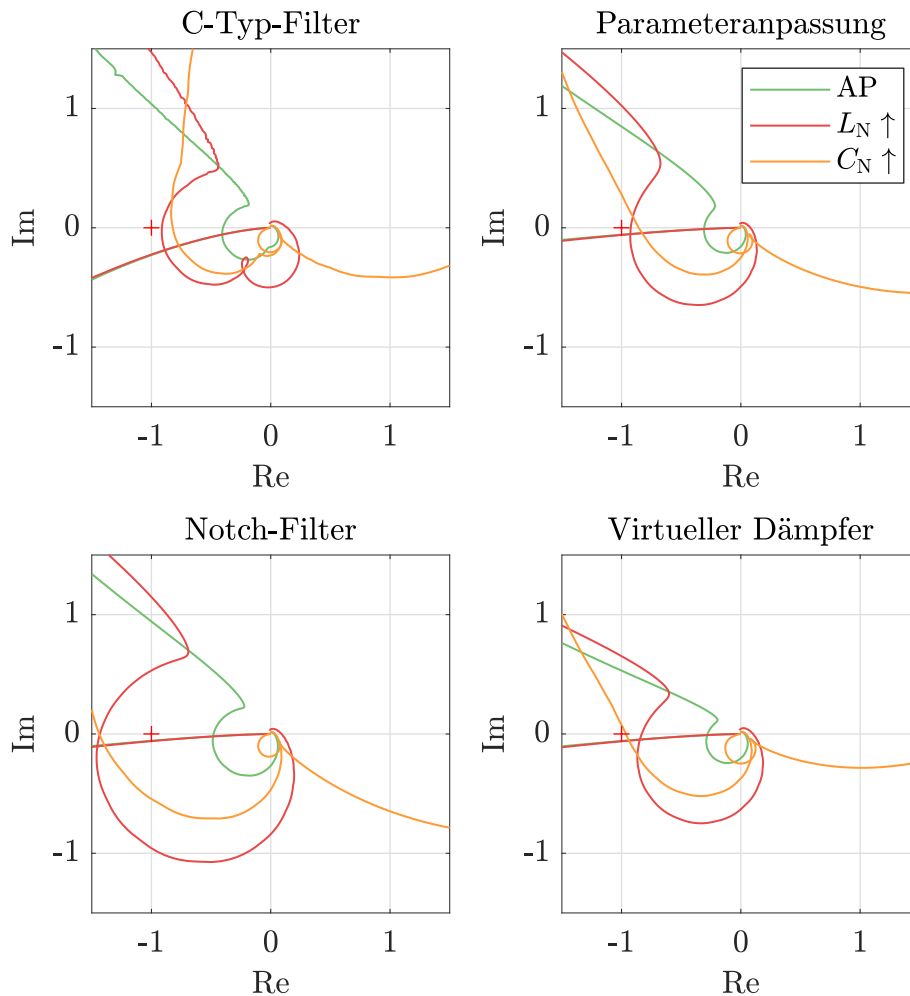 C-Typ-Filter
1
0
-1
Im
-1 0 1
Re
Parameteranpassung
AP
L_N ↑
C_N ↑
1
0
-1
Im
-1 0 1
Re
Notch-Filter
1
0
-1
Im
-1 0 1
Re
Virtueller Dämpfer
1
0
-1
Im
-1 0 1
Re